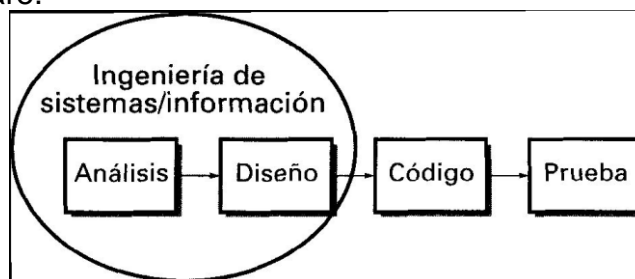 Ingeniería de
sistemas/información
Análisis
Diseño
Código
Prueba